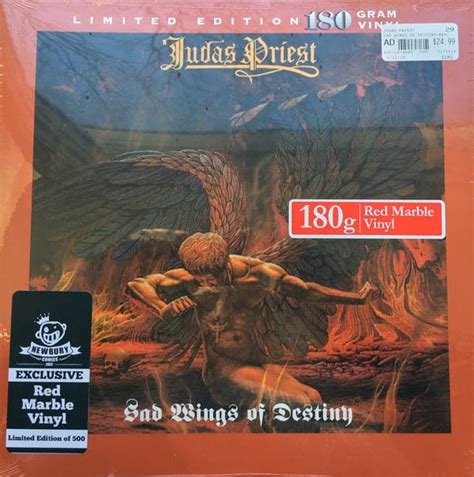 LIMITED EDITION 180 GRAM VINYL
29
AD
$24.99
Judas Priest
180g Red Marble
Vinyl
NEWBURY
COMICS
EXCLUSIVE
Red
Marble
Vinyl
Limited Edition of 500
Sad Wings of Destiny